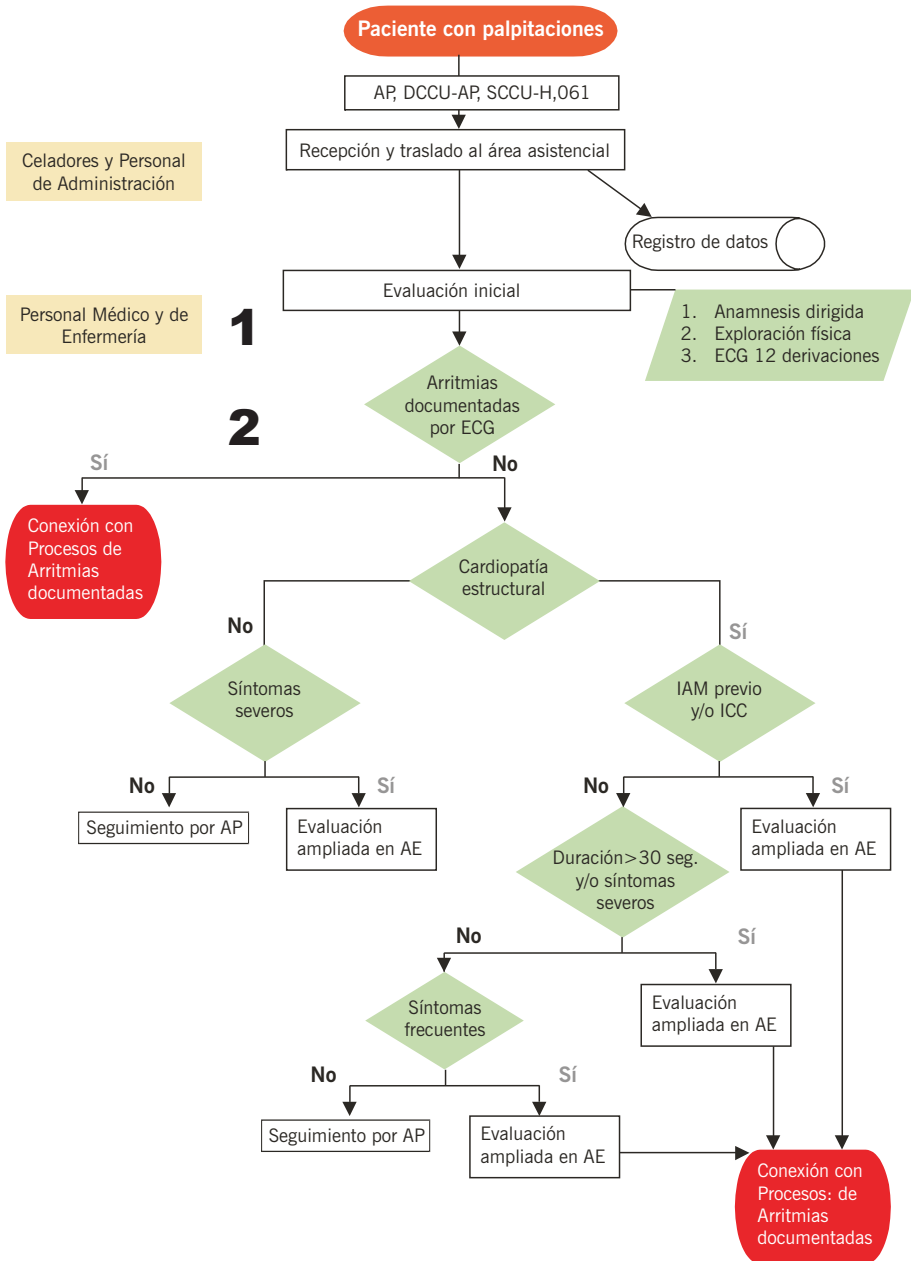 Paciente con palpitaciones
AP, DCCU-AP, SCCU-H,061
Celadores y Personal
de Administración
Recepción y traslado al área asistencial
Registro de datos
Personal Médico y de
Enfermería
1
Evaluación inicial
1. Anamnesis dirigida
2. Exploración física
3. ECG 12 derivaciones
2
Arritmias
documentadas
por ECG
Sí
No
Conexión con
Procesos de
Arritmias
documentadas
Cardiopatía
estructural
No
Sí
Síntomas
severos
IAM previo
y/o ICC
No
Sí
No
Sí
Seguimiento por AP
Evaluación
ampliada en AE
Duración>30 seg.
y/o síntomas
severos
Evaluación
ampliada en AE
No
Sí
Síntomas
frecuentes
Evaluación
ampliada en AE
No
Sí
Seguimiento por AP
Evaluación
ampliada en AE
Conexión con
Procesos: de
Arritmias
documentadas